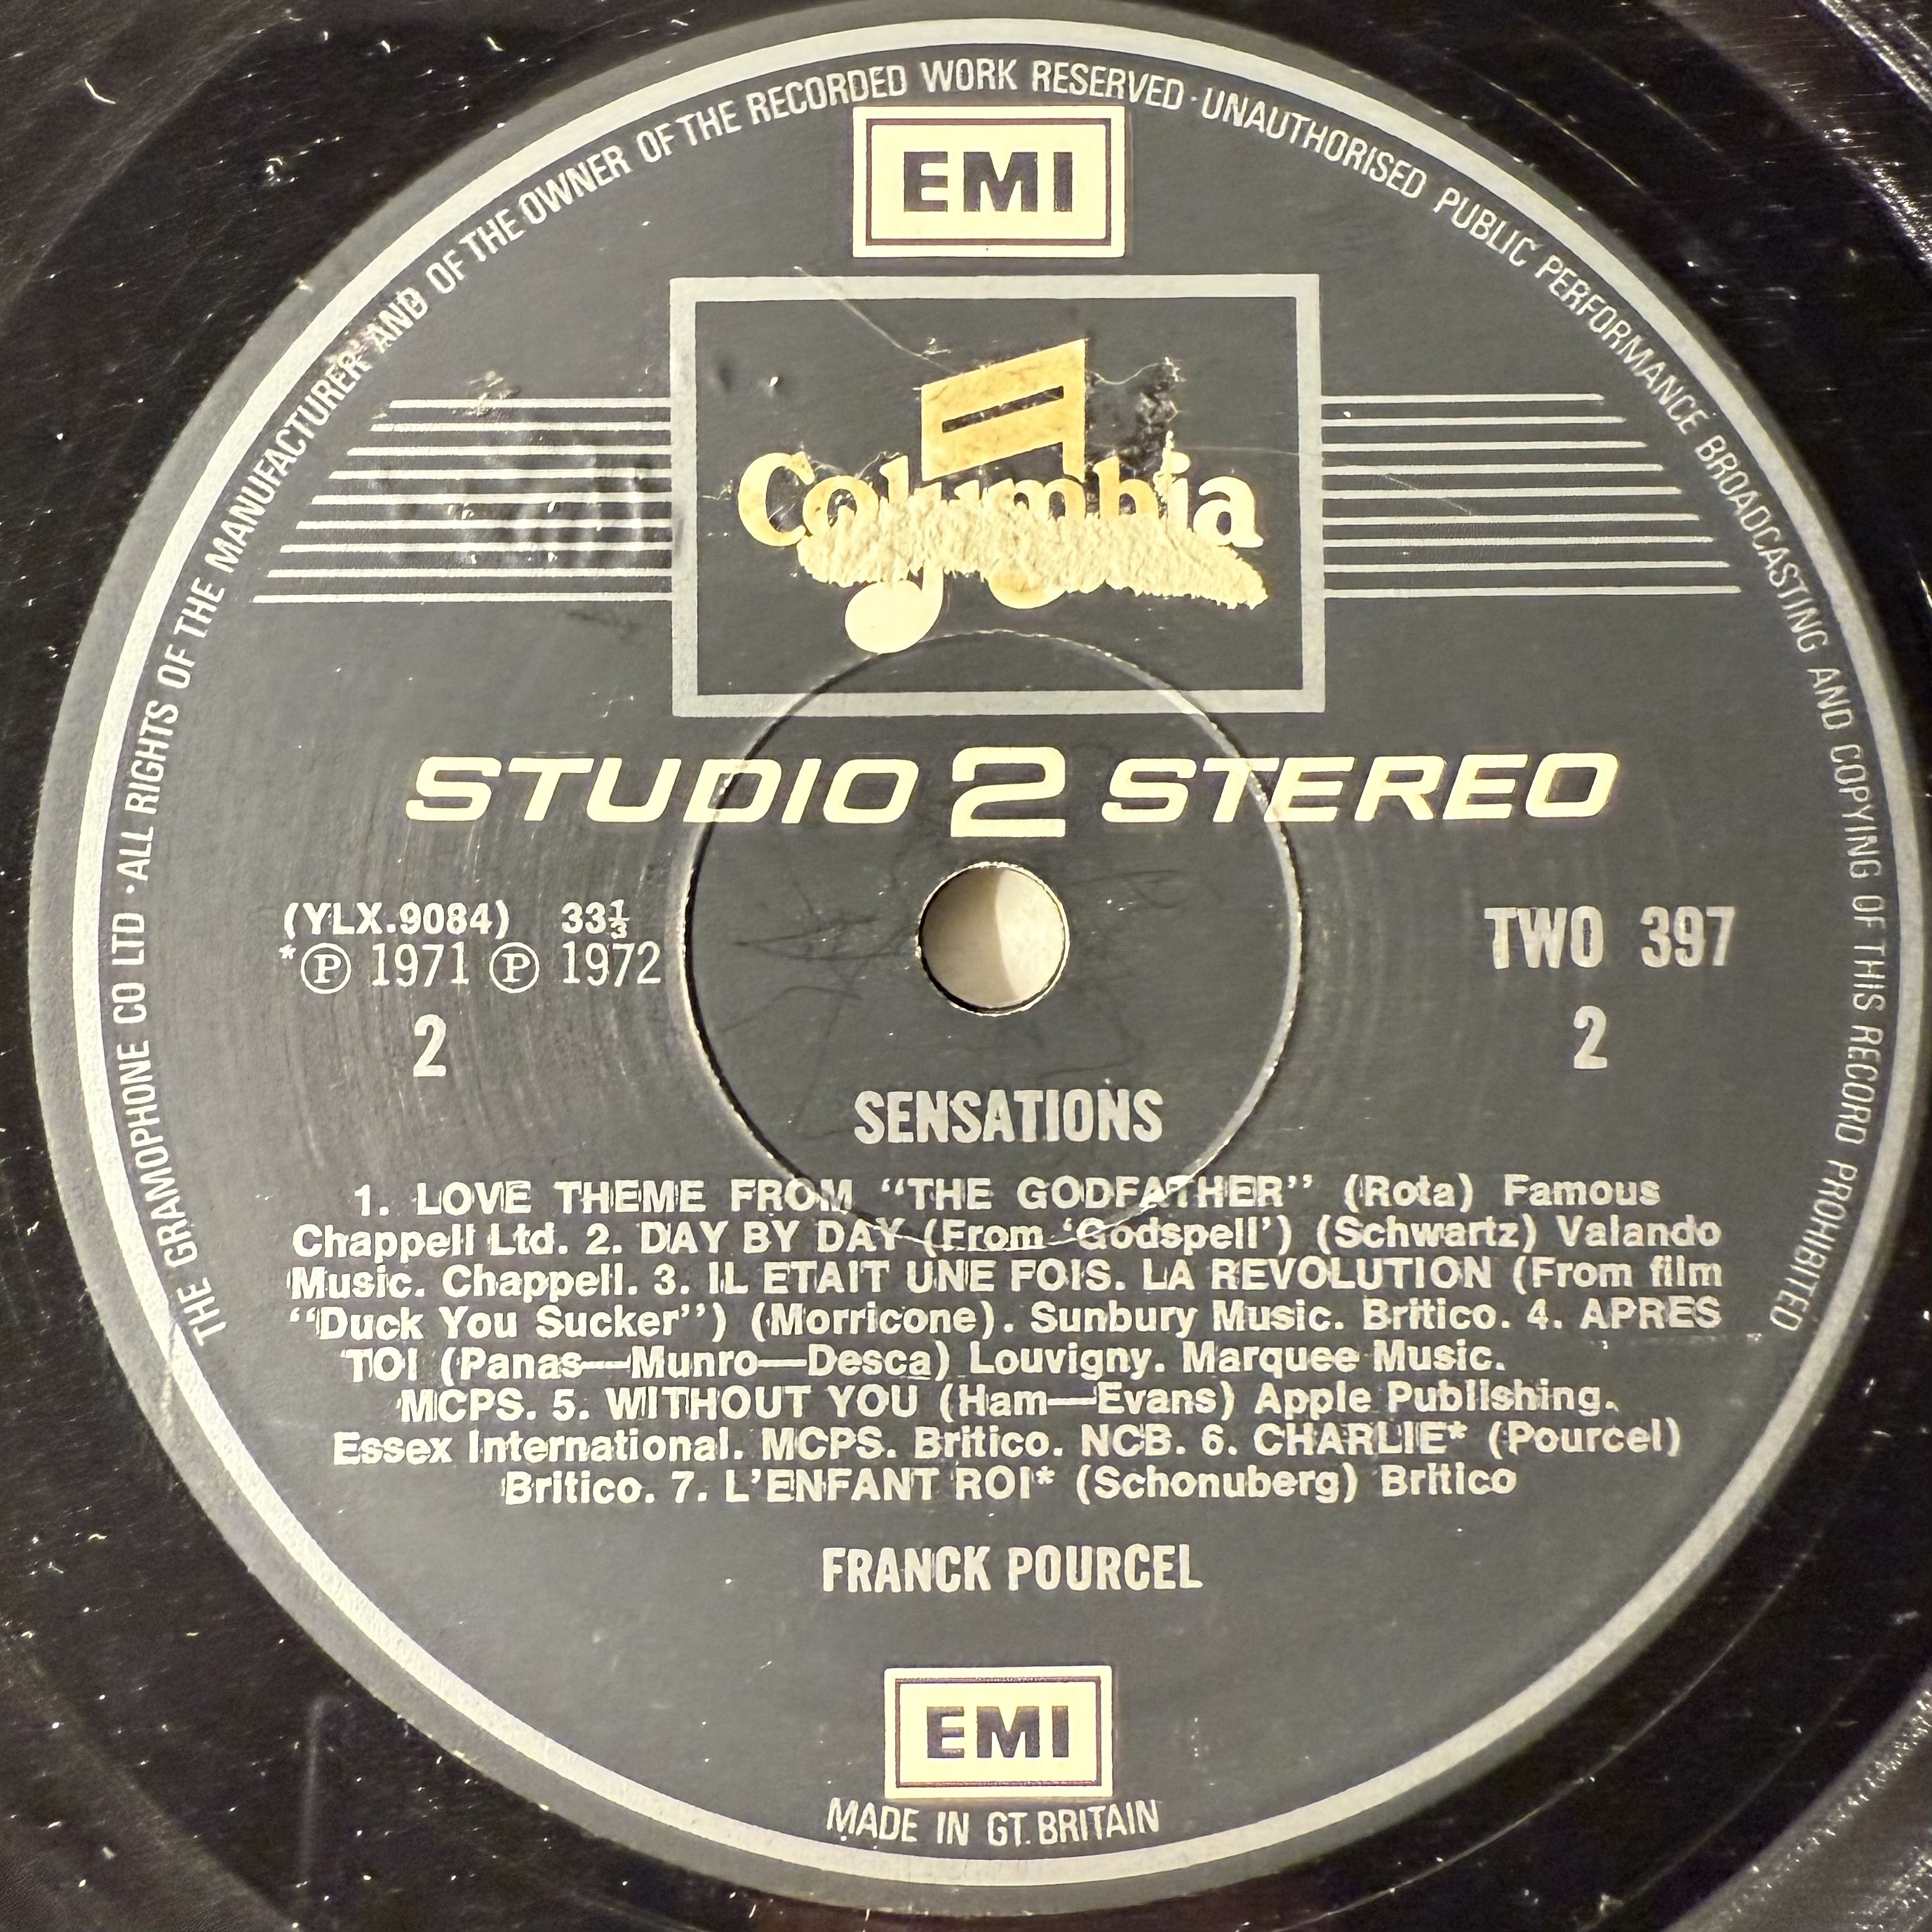 THE GRAMOPHONE CO LTD · ALL RIGHTS OF THE MANUFACTURER AND OF THE OWNER OF THE RECORDED WORK RESERVED · UNAUTHORISED PUBLIC PERFORMANCE BROADCASTING AND COPYING OF THIS RECORD PROHIBITED
EMI
Columbia
STUDIO 2 STEREO
(YLX.9084) 33⅓
*℗ 1971 ℗ 1972
2
TWO 397
2
SENSATIONS
1. LOVE THEME FROM “THE GODFATHER” (Rota) Famous
Chappell Ltd. 2. DAY BY DAY (From ‘Godspell’) (Schwartz) Valando
Music. Chappell. 3. IL ETAIT UNE FOIS. LA REVOLUTION (From film
“Duck You Sucker”) (Morricone). Sunbury Music. Britico. 4. APRES
TOI (Panas—Munro—Desca) Louvigny. Marquee Music.
MCPS. 5. WITHOUT YOU (Ham—Evans) Apple Publishing.
Essex International. MCPS. Britico. NCB. 6. CHARLIE* (Pourcel)
Britico. 7. L’ENFANT ROI* (Schonuberg) Britico
FRANCK POURCEL
EMI
MADE IN GT. BRITAIN